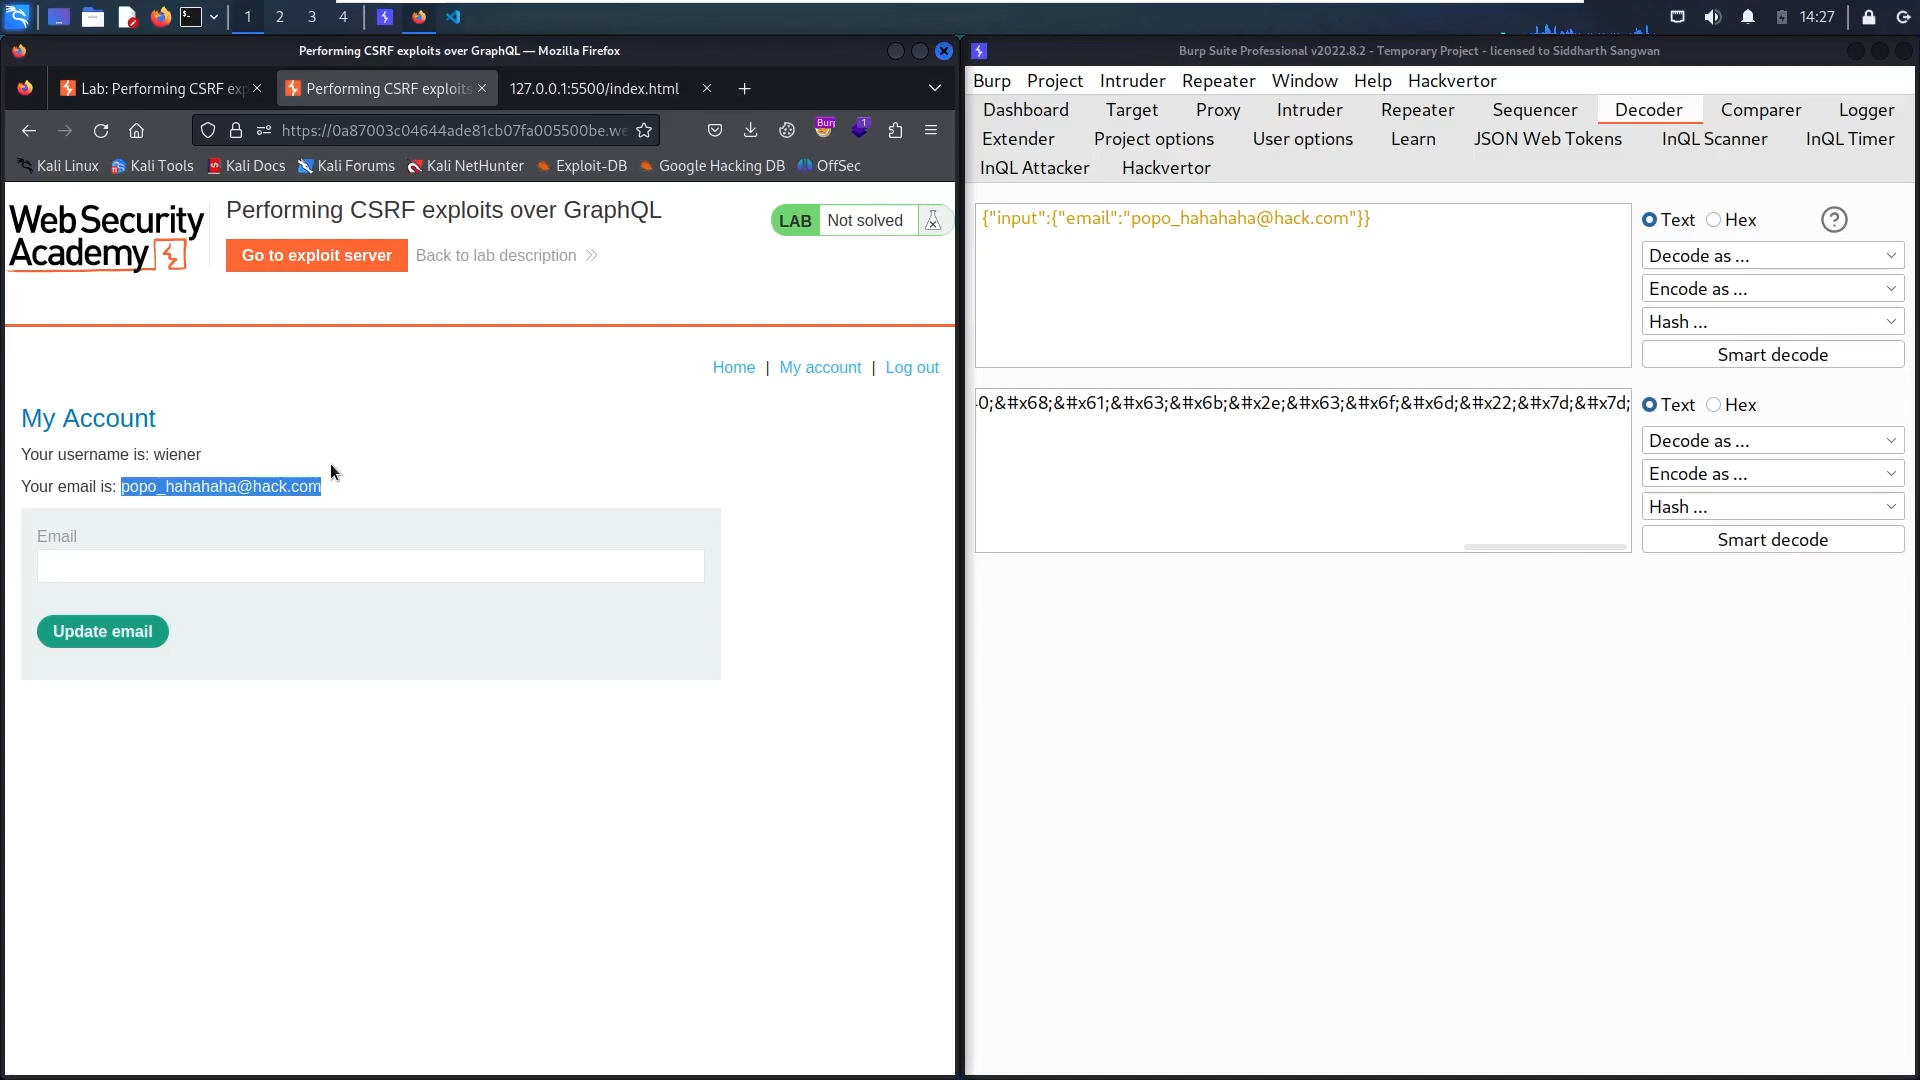 1 2 3 4
14:27
Performing CSRF exploits over GraphQL — Mozilla Firefox
Burp Suite Professional v2022.8.2 - Temporary Project - licensed to Siddharth Sangwan
Lab: Performing CSRF exp
Performing CSRF exploits
127.0.0.1:5500/index.html
https://0a87003c04644ade81cb07fa005500be.we
Burp
1
Kali Linux Kali Tools Kali Docs Kali Forums Kali NetHunter Exploit-DB Google Hacking DB OffSec
Web Security
Academy
Performing CSRF exploits over GraphQL
LAB Not solved
Go to exploit server
Back to lab description
Home | My account | Log out
My Account
Your username is: wiener
Your email is: popo_hahahaha@hack.com
Email
Update email
Burp Project Intruder Repeater Window Help Hackvertor
Dashboard Target Proxy Intruder Repeater Sequencer Decoder Comparer Logger
Extender Project options User options Learn JSON Web Tokens InQL Scanner InQL Timer
InQL Attacker Hackvertor
{"input":{"email":"popo_hahahaha@hack.com"}}
Text Hex
?
Decode as ...
Encode as ...
Hash ...
Smart decode
0;&#x68;&#x61;&#x63;&#x6b;&#x2e;&#x63;&#x6f;&#x6d;&#x22;&#x7d;&#x7d;
Text Hex
Decode as ...
Encode as ...
Hash ...
Smart decode